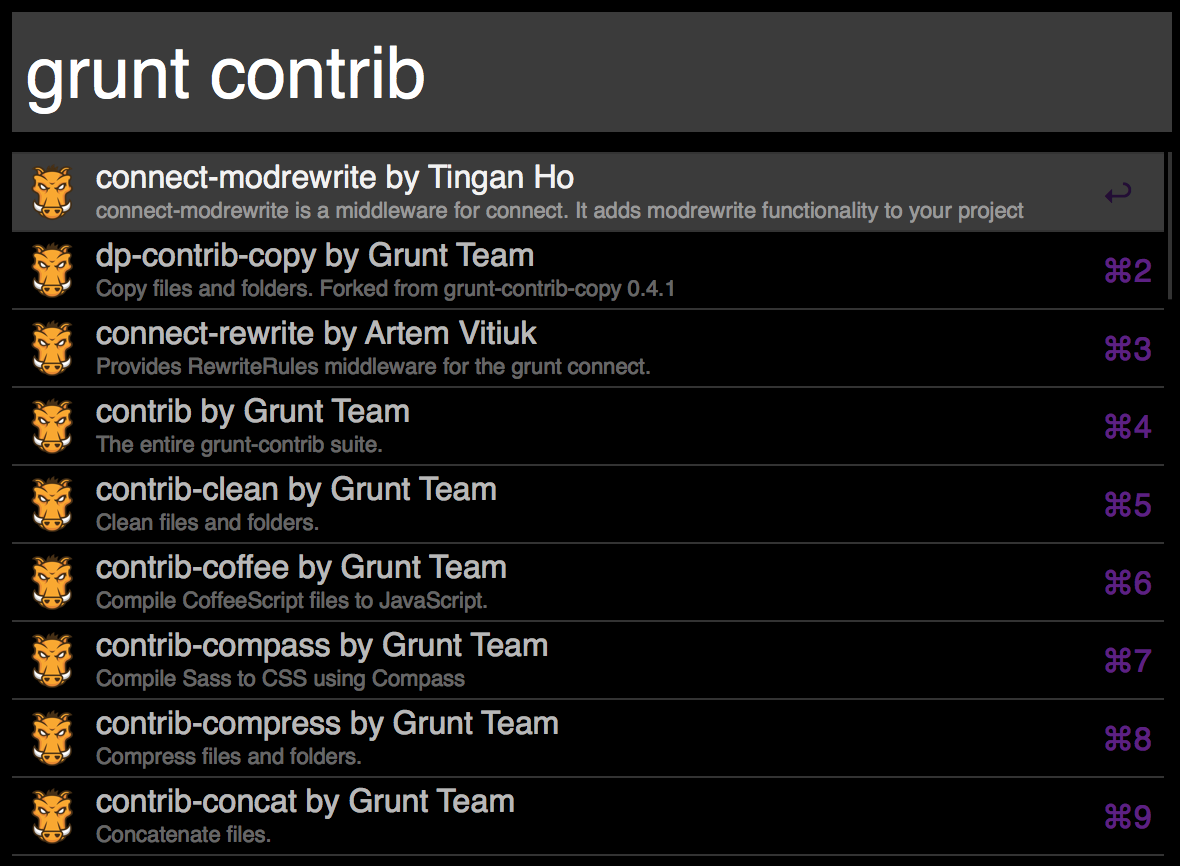 grunt contrib
connect-modrewrite by Tingan Ho
connect-modrewrite is a middleware for connect. It adds modrewrite functionality to your project
↩
dp-contrib-copy by Grunt Team
Copy files and folders. Forked from grunt-contrib-copy 0.4.1
⌘2
connect-rewrite by Artem Vitiuk
Provides RewriteRules middleware for the grunt connect.
⌘3
contrib by Grunt Team
The entire grunt-contrib suite.
⌘4
contrib-clean by Grunt Team
Clean files and folders.
⌘5
contrib-coffee by Grunt Team
Compile CoffeeScript files to JavaScript.
⌘6
contrib-compass by Grunt Team
Compile Sass to CSS using Compass
⌘7
contrib-compress by Grunt Team
Compress files and folders.
⌘8
contrib-concat by Grunt Team
Concatenate files.
⌘9